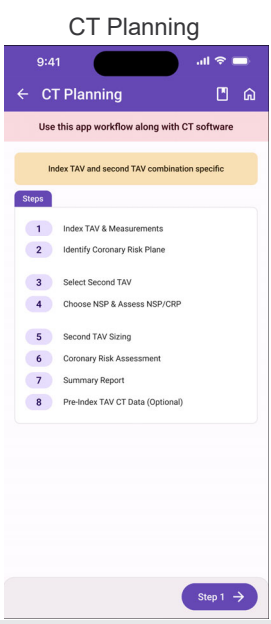 CT Planning
9:41
CT Planning
Use this app workflow along with CT software
Index TAV and second TAV combination specific
Steps
1 Index TAV & Measurements
2 Identify Coronary Risk Plane
3 Select Second TAV
4 Choose NSP & Assess NSP/CRP
5 Second TAV Sizing
6 Coronary Risk Assessment
7 Summary Report
8 Pre-Index TAV CT Data (Optional)
Step 1